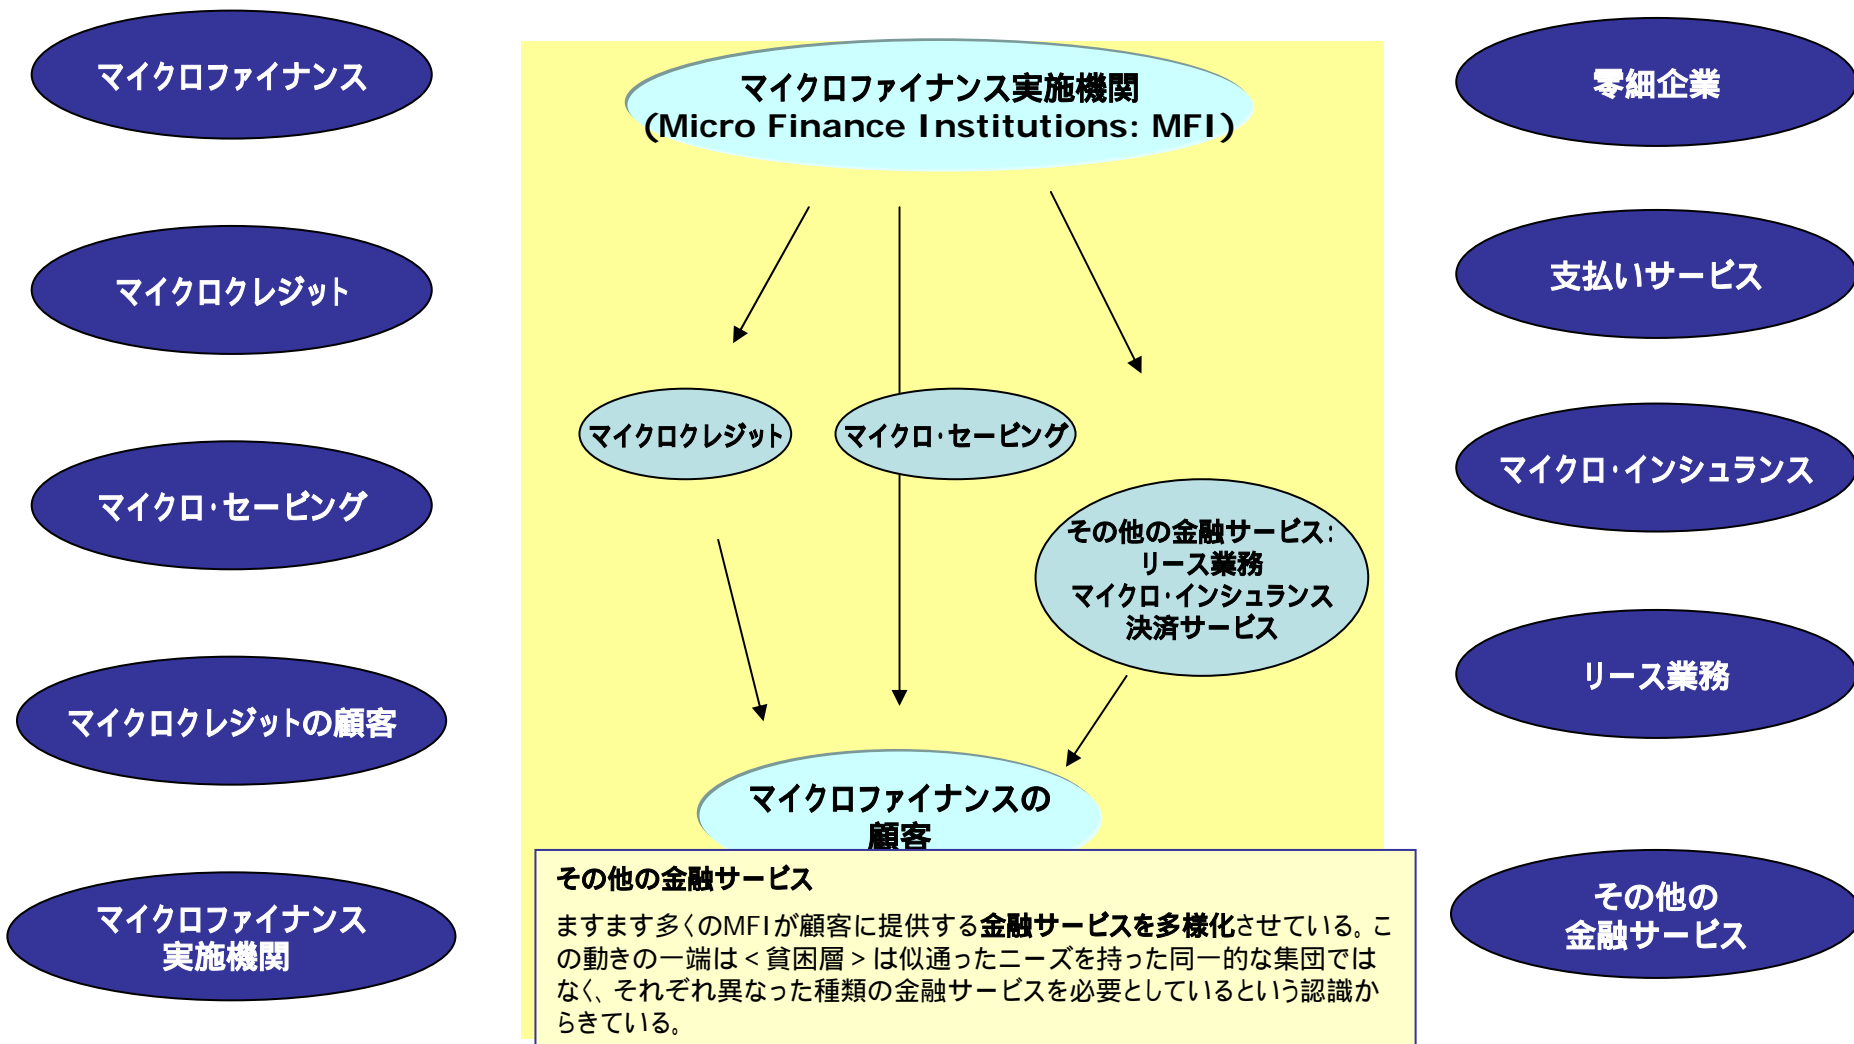 マイクロファイナンス
マイクロクレジット
マイクロ・セービング
マイクロクレジットの顧客
マイクロファイナンス
実施機関
マイクロファイナンス実施機関
(Micro Finance Institutions: MFI)
マイクロクレジット
マイクロ・セービング
その他の金融サービス:
リース業務
マイクロ・インシュランス
決済サービス
マイクロファイナンスの
顧客
その他の金融サービス
ますます多くのMFIが顧客に提供する金融サービスを多様化させている。こ
の動きの一端は<貧困層>は似通ったニーズを持った同一的な集団では
なく、それぞれ異なった種類の金融サービスを必要としているという認識か
らきている。
零細企業
支払いサービス
マイクロ・インシュランス
リース業務
その他の
金融サービス